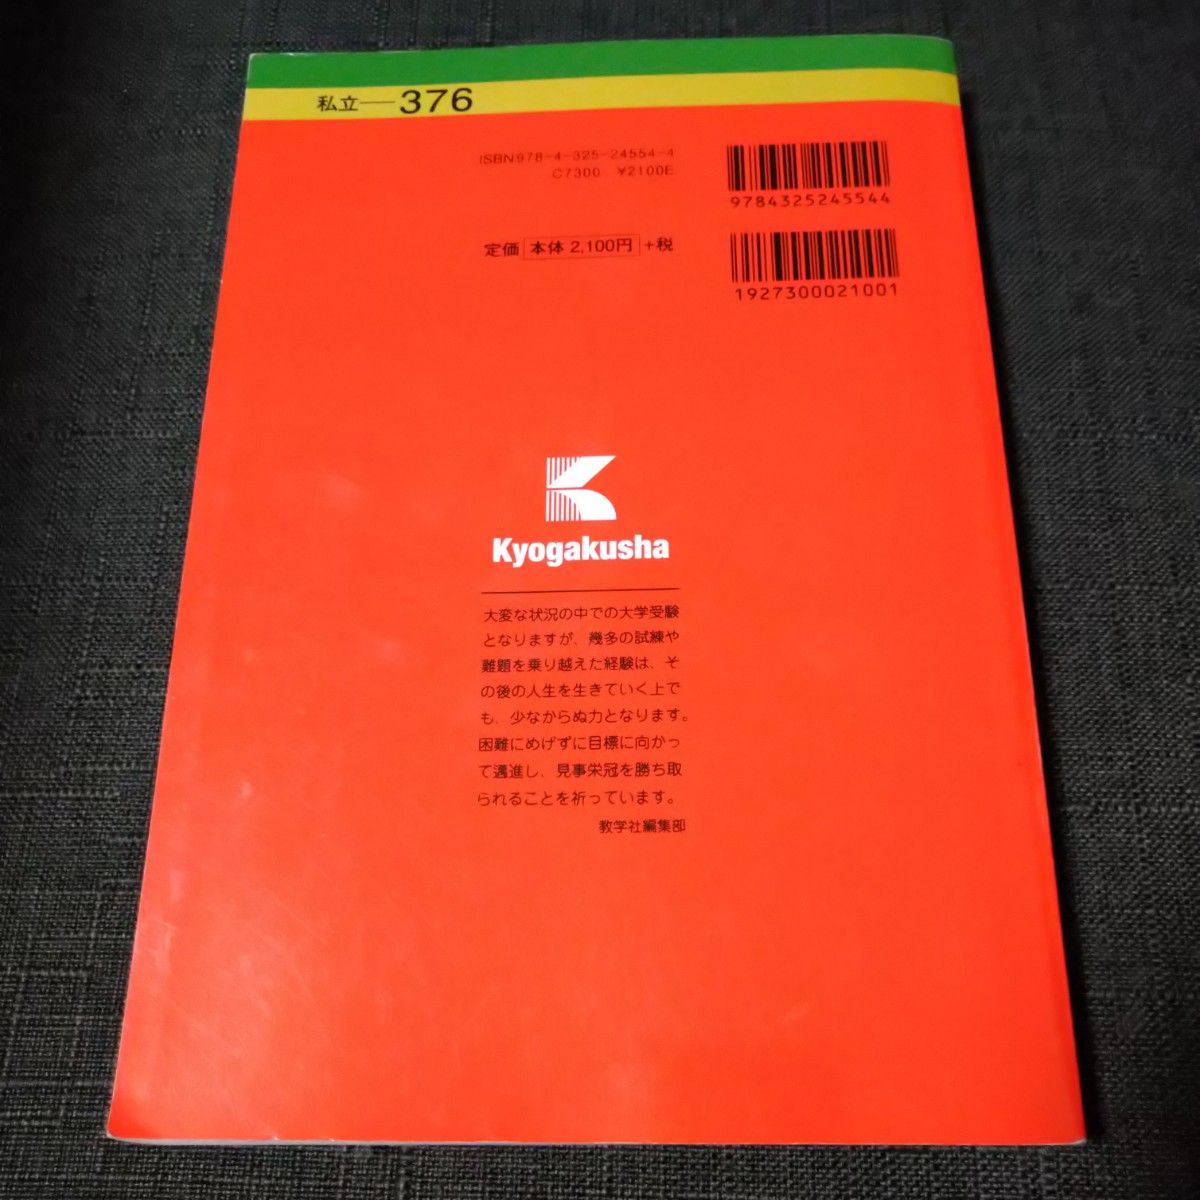 私立—376
ISBN978-4-325-24554-4
C7300 ¥2100E
9784325245544
定価 本体 2,100円 +税
1927300021001
Kyogakusha
大変な状況の中での大学受験
となりますが、幾多の試練や
難題を乗り越えた経験は、そ
の後の人生を生きていく上で
も、少なからぬ力となります。
困難にめげずに目標に向かっ
て邁進し、見事栄冠を勝ち取
られることを祈っています。
教学社編集部